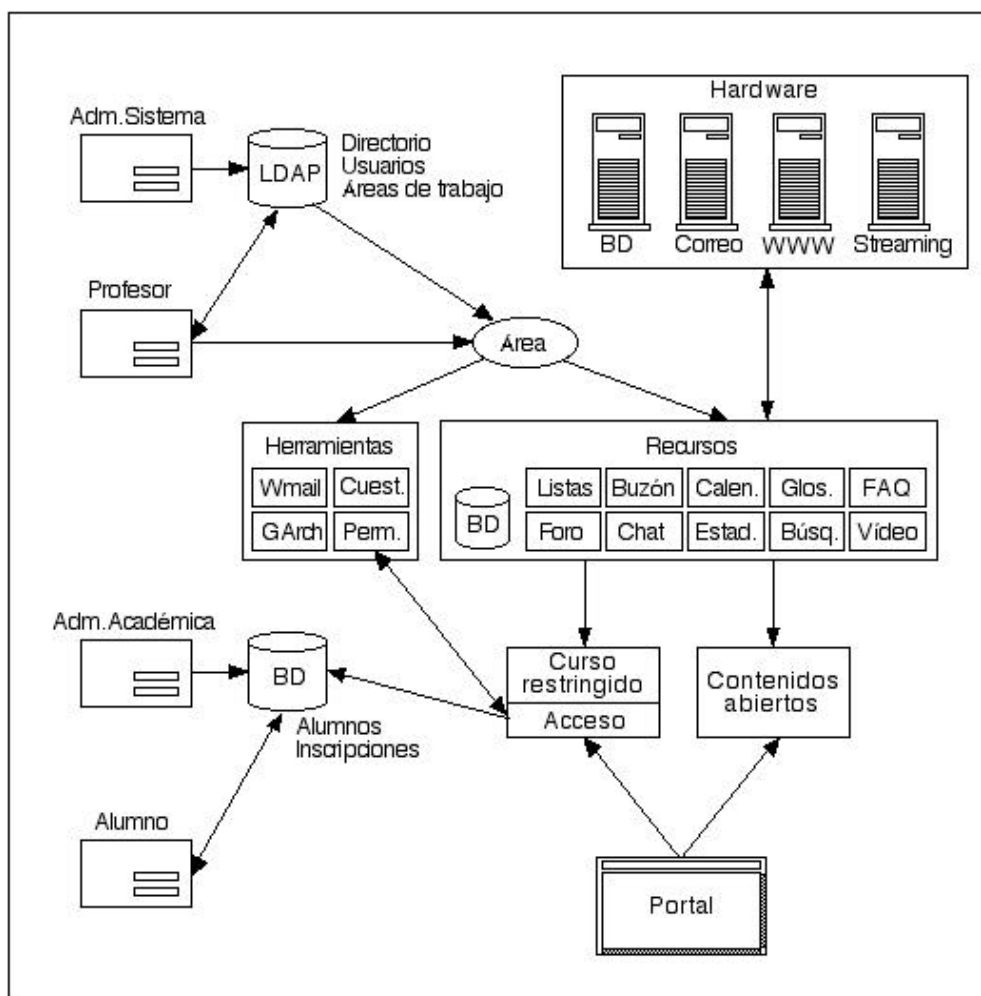 Hardware
BD
Correo
WWW
Streaming
Adm.Sistema
LDAP
Directorio
Usuarios
Áreas de trabajo
Profesor
Área
Herramientas
Wmail
Cuest.
GArch
Perm.
Recursos
BD
Listas
Buzón
Calen.
Glos.
FAQ
Foro
Chat
Estad.
Búsq.
Vídeo
Adm.Académica
BD
Alumnos
Inscripciones
Curso
restringido
Acceso
Contenidos
abiertos
Alumno
Portal